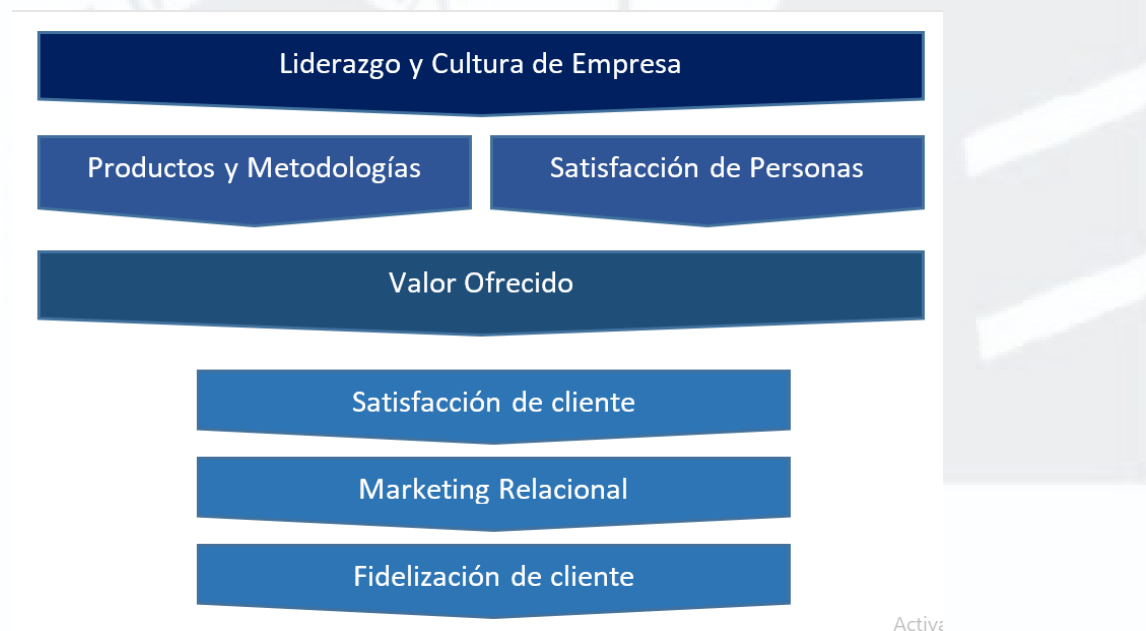 Liderazgo y Cultura de Empresa
Productos y Metodologías
Satisfacción de Personas
Valor Ofrecido
Satisfacción de cliente
Marketing Relacional
Fidelización de cliente
Activa